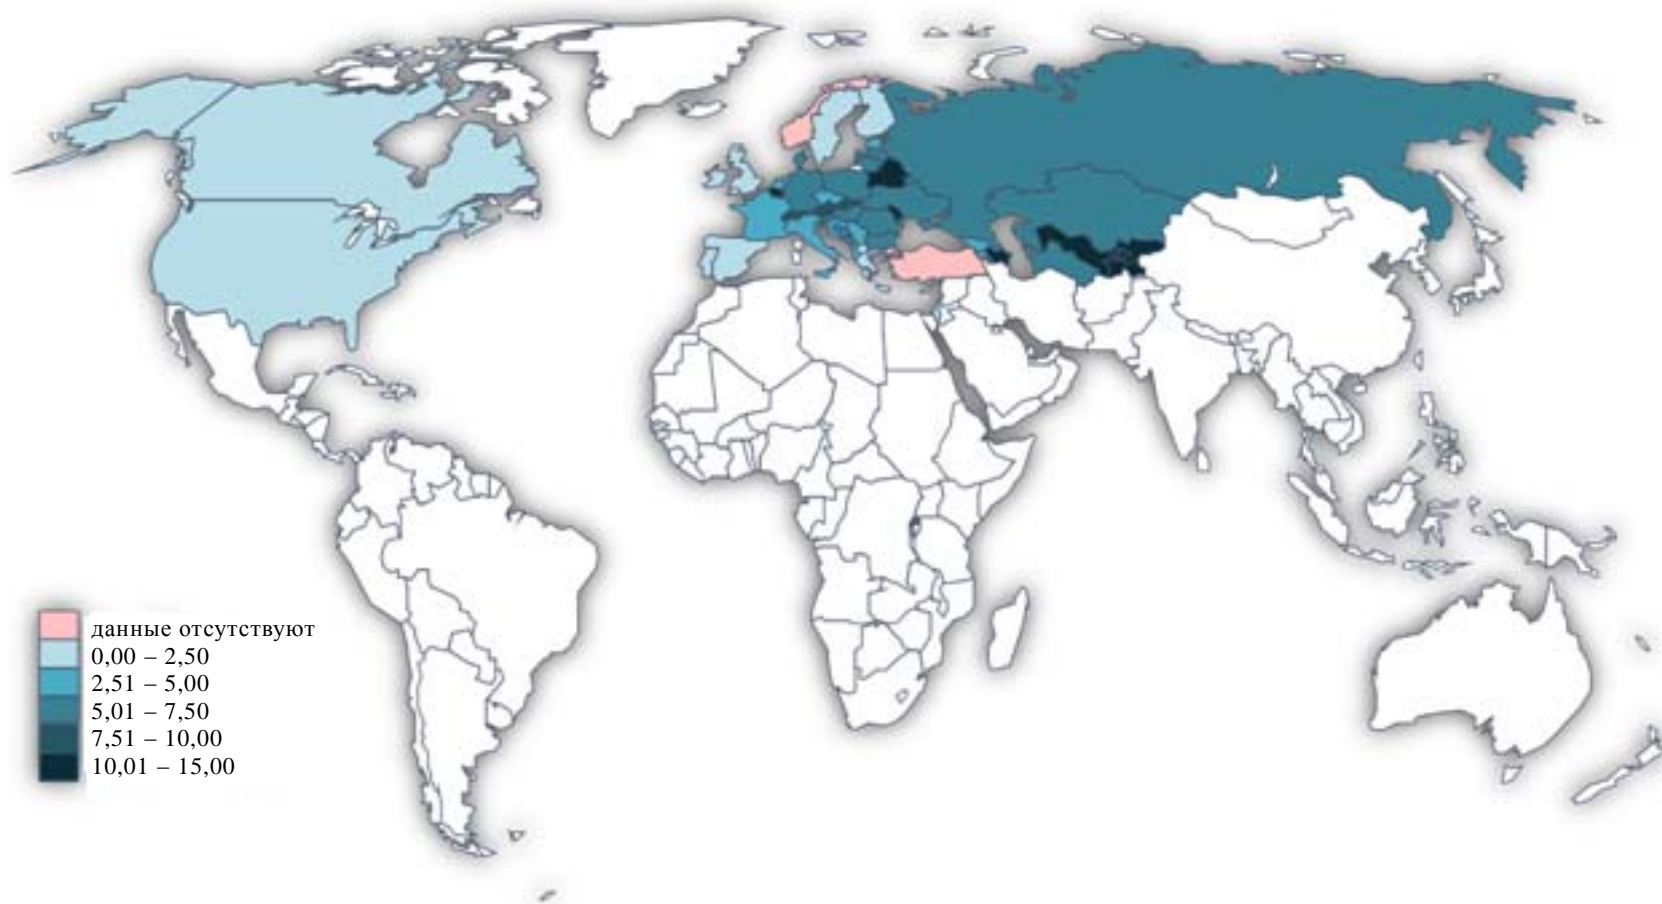 данные отсутствуют
0,00 – 2,50
2,51 – 5,00
5,01 – 7,50
7,51 – 10,00
10,01 – 15,00